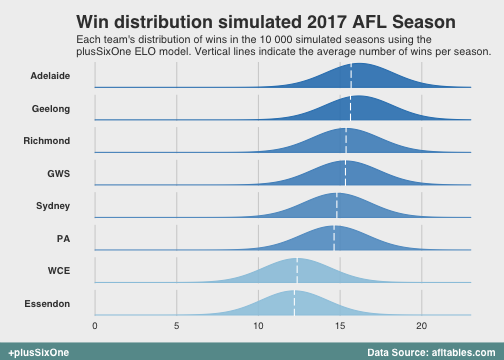 Win distribution simulated 2017 AFL Season
Each team's distribution of wins in the 10 000 simulated seasons using the
plusSixOne ELO model. Vertical lines indicate the average number of wins per season.
Adelaide
Geelong
Richmond
GWS
Sydney
PA
WCE
Essendon
0 5 10 15 20
+plusSixOne Data Source: afltables.com